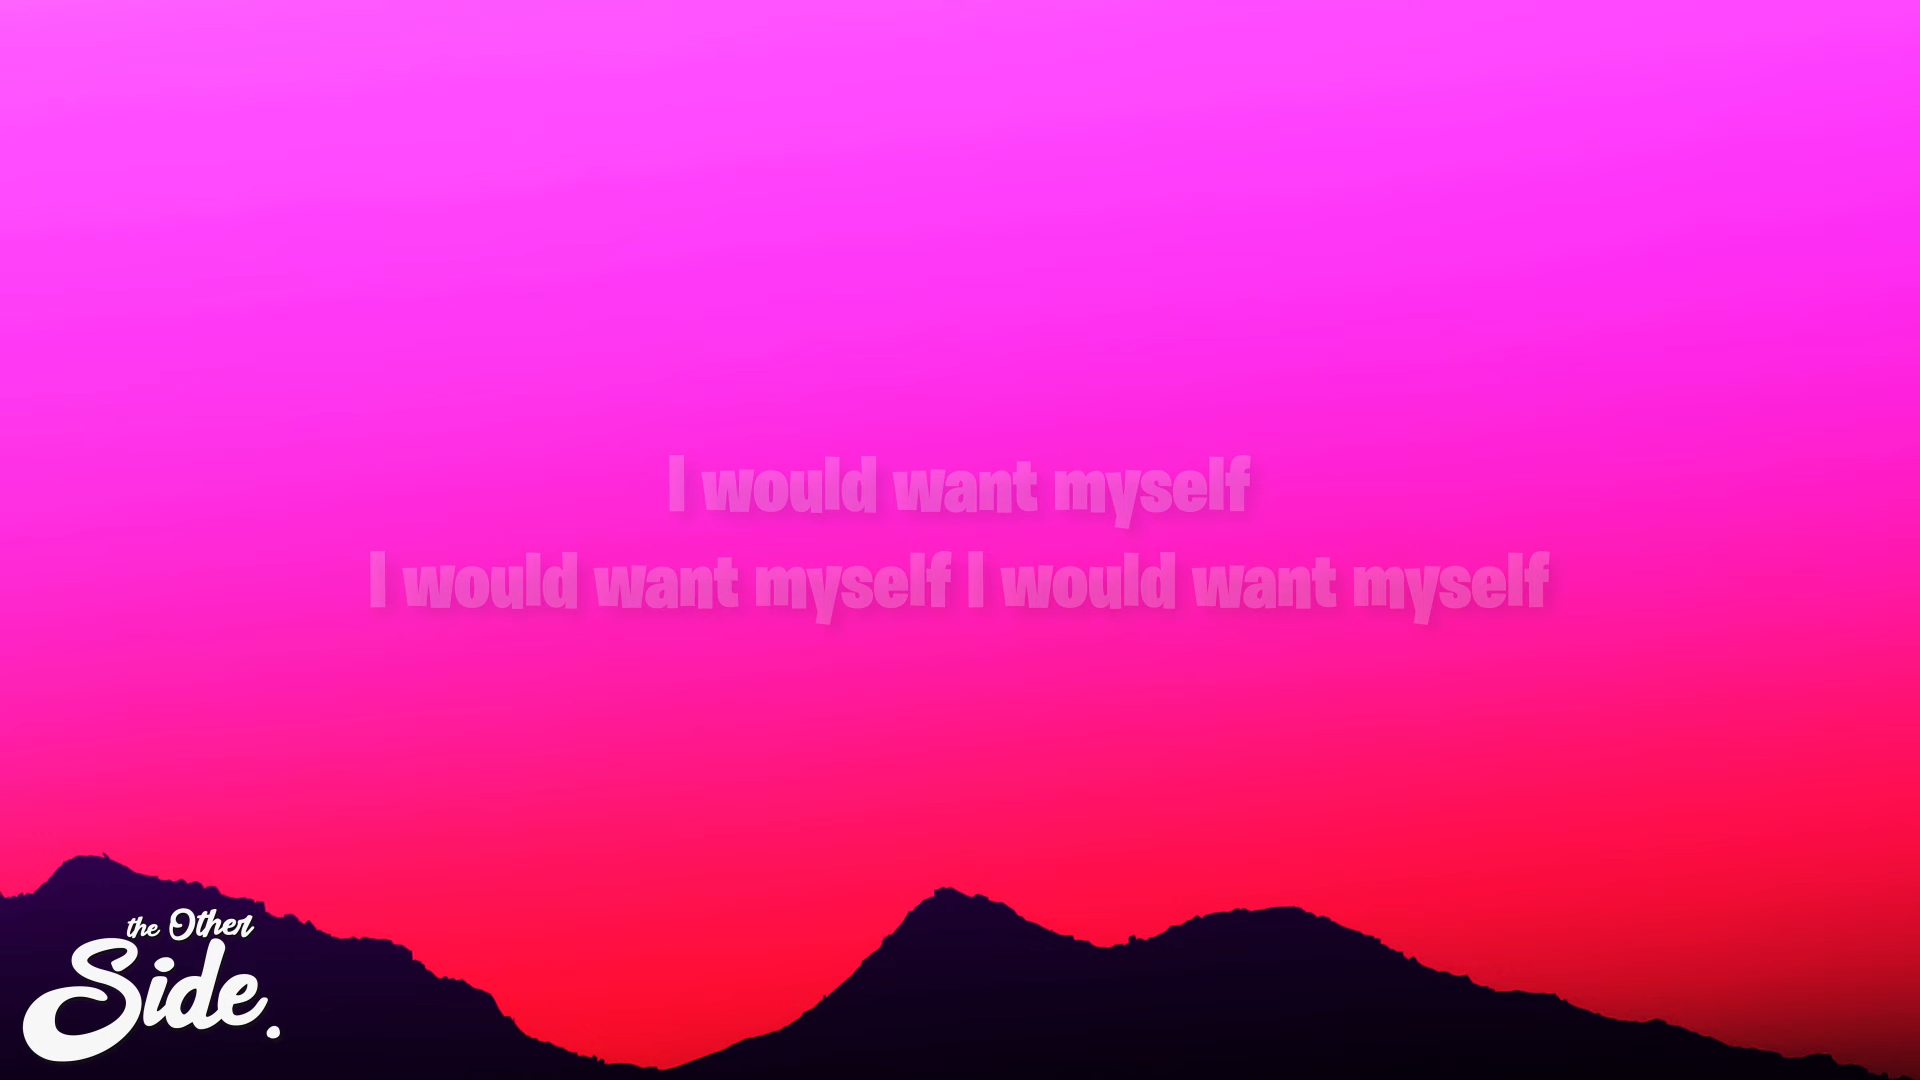 I would want myself
I would want myself I would want myself
the Other
Side.